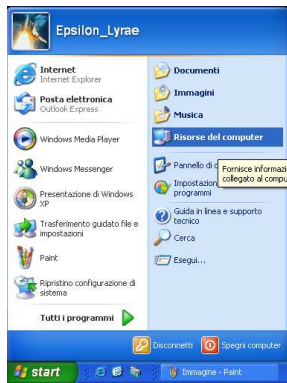 Epsilon_Lyrae
Internet
Internet Explorer
Posta elettronica
Outlook Express
Windows Media Player
Windows Messenger
Presentazione di Windows
XP
Trasferimento guidato file e
impostazioni
Paint
Ripristino configurazione di
sistema
Tutti i programmi
Documenti
Immagini
Musica
Risorse del computer
Pannello di c
Fornisce informazi
collegato al compu
Impostazion
programmi
Guida in linea e supporto
tecnico
Cerca
Esegui...
Disconnetti
Spegni computer
start
Immagine - Paint